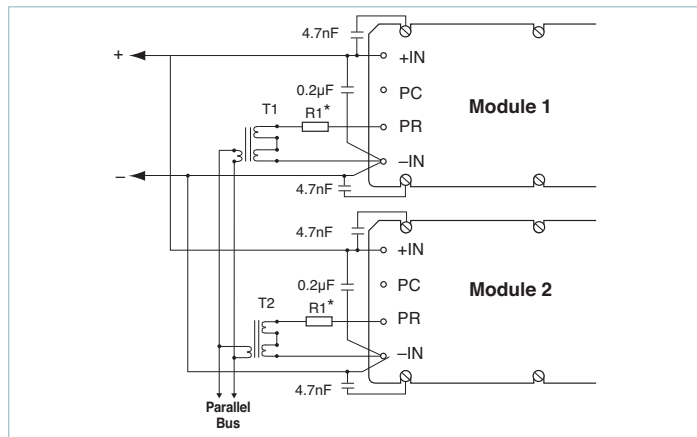 4.7nF
+
+IN
0.2µF
PC
Module 1
T1
R1*
PR
–IN
–
4.7nF
4.7nF
+IN
0.2µF
PC
Module 2
T2
R1*
PR
–IN
4.7nF
Parallel
Bus